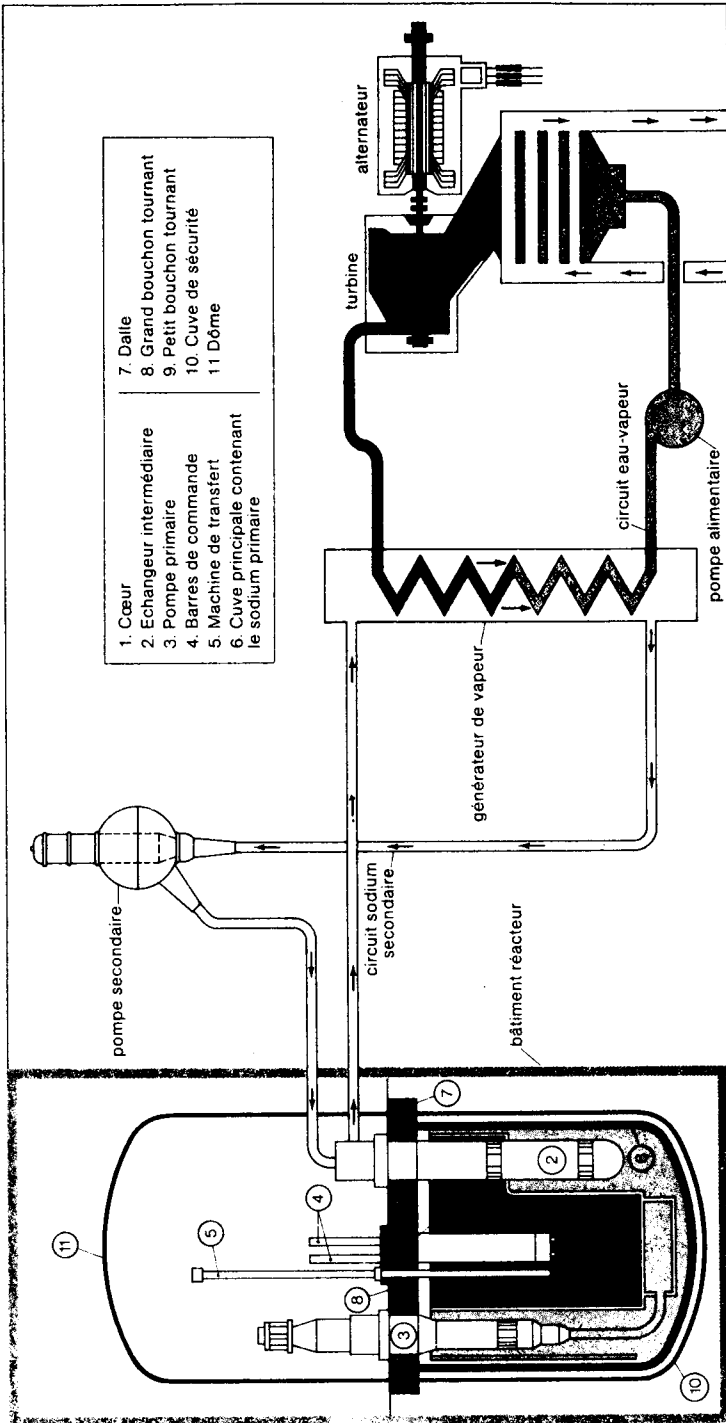 1. Cœur
2. Echangeur intermédiaire
3. Pompe primaire
4. Barres de commande
5. Machine de transfert
6. Cuve principale contenant
le sodium primaire
7. Dalle
8. Grand bouchon tournant
9. Petit bouchon tournant
10. Cuve de sécurité
11 Dôme
pompe secondaire
alternateur
turbine
circuit sodium
secondaire
générateur de vapeur
circuit eau-vapeur
pompe alimentaire
bâtiment réacteur
11
5
4
8
7
3
2
6
10